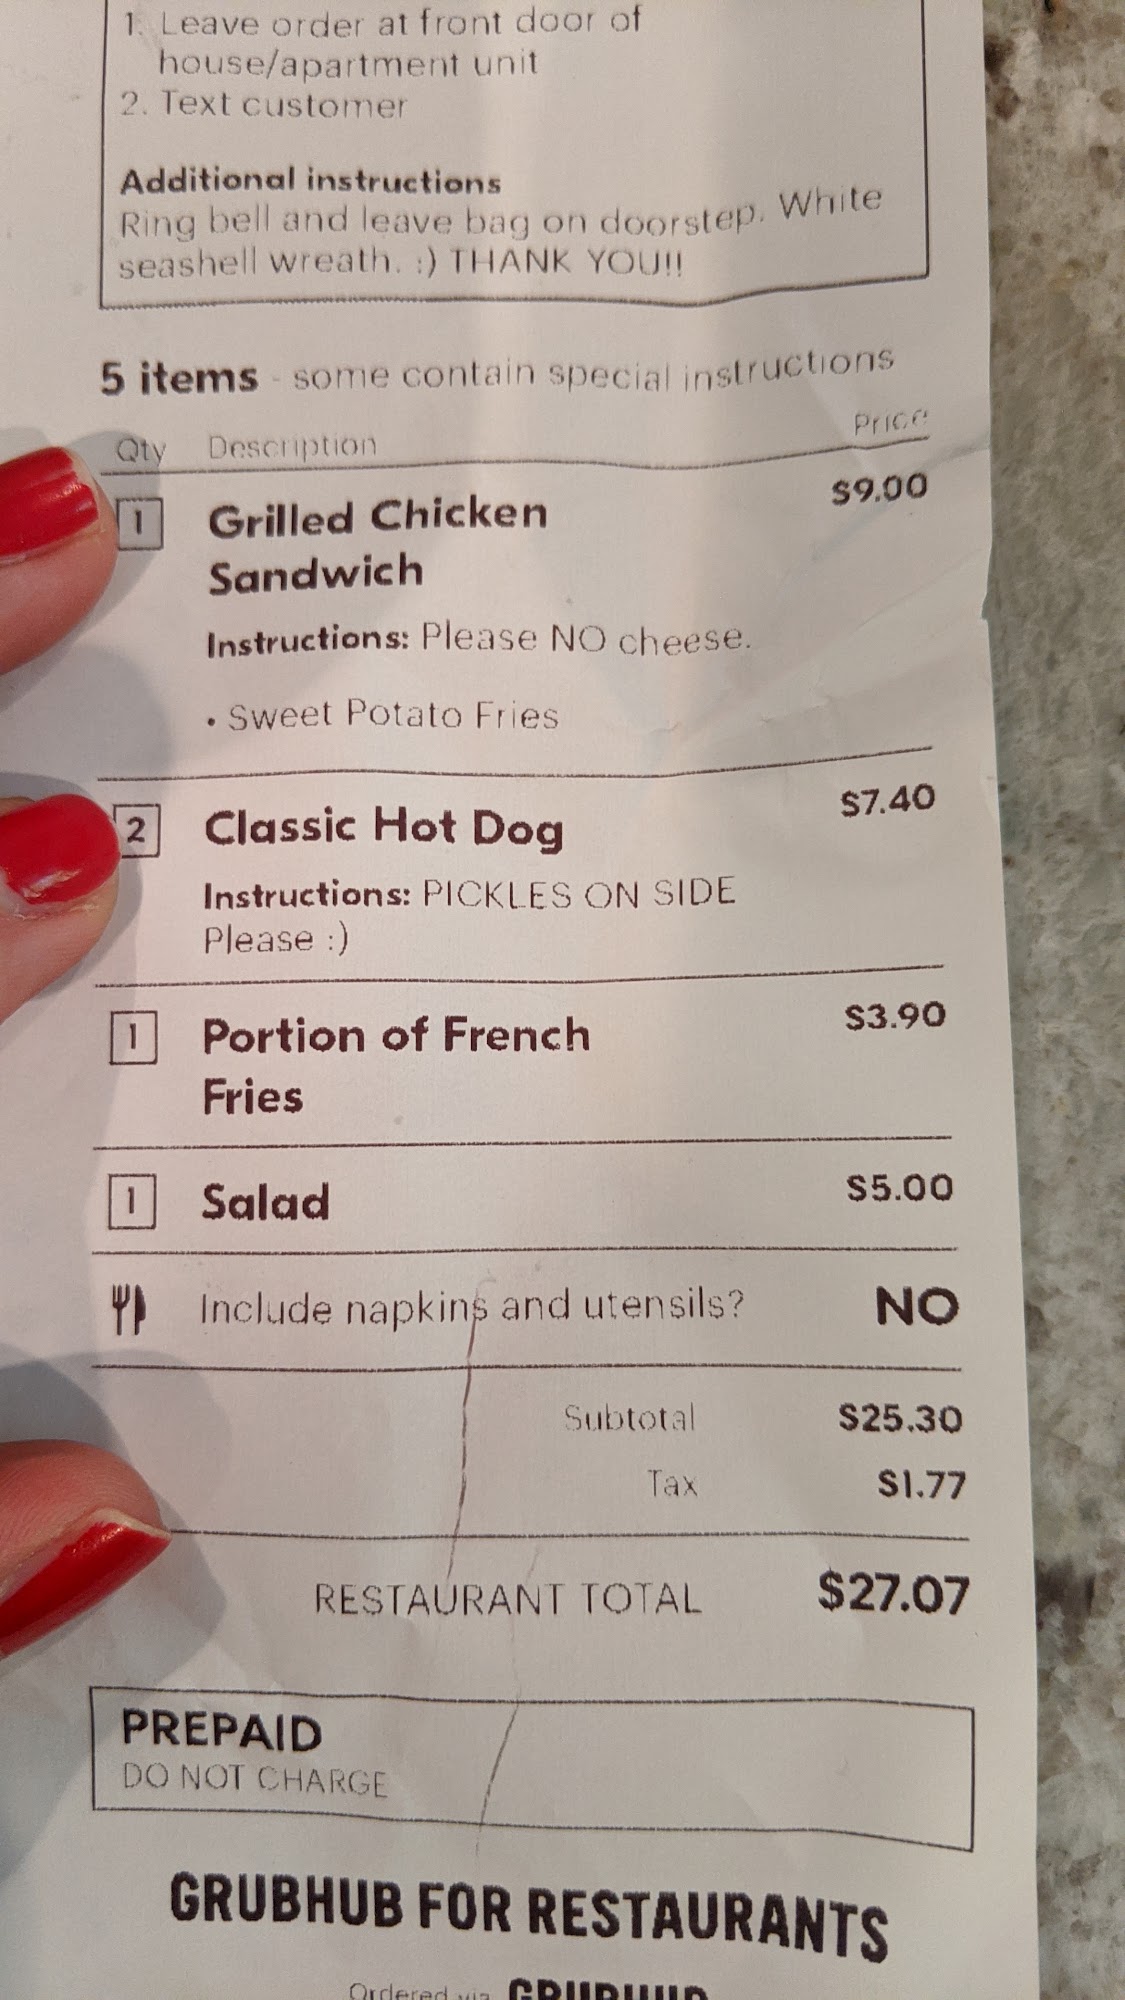 1. Leave order at front door of
house/apartment unit
2. Text customer
Additional instructions
Ring bell and leave bag on doorstep. White
seashell wreath. :) THANK YOU!!
5 items - some contain special instructions
Qty Description Price
1 Grilled Chicken $9.00
Sandwich
Instructions: Please NO cheese.
• Sweet Potato Fries
2 Classic Hot Dog $7.40
Instructions: PICKLES ON SIDE
Please :)
1 Portion of French $3.90
Fries
1 Salad $5.00
Include napkins and utensils? NO
Subtotal $25.30
Tax $1.77
RESTAURANT TOTAL $27.07
PREPAID
DO NOT CHARGE
GRUBHUB FOR RESTAURANTS
Ordered via GRUBHUB